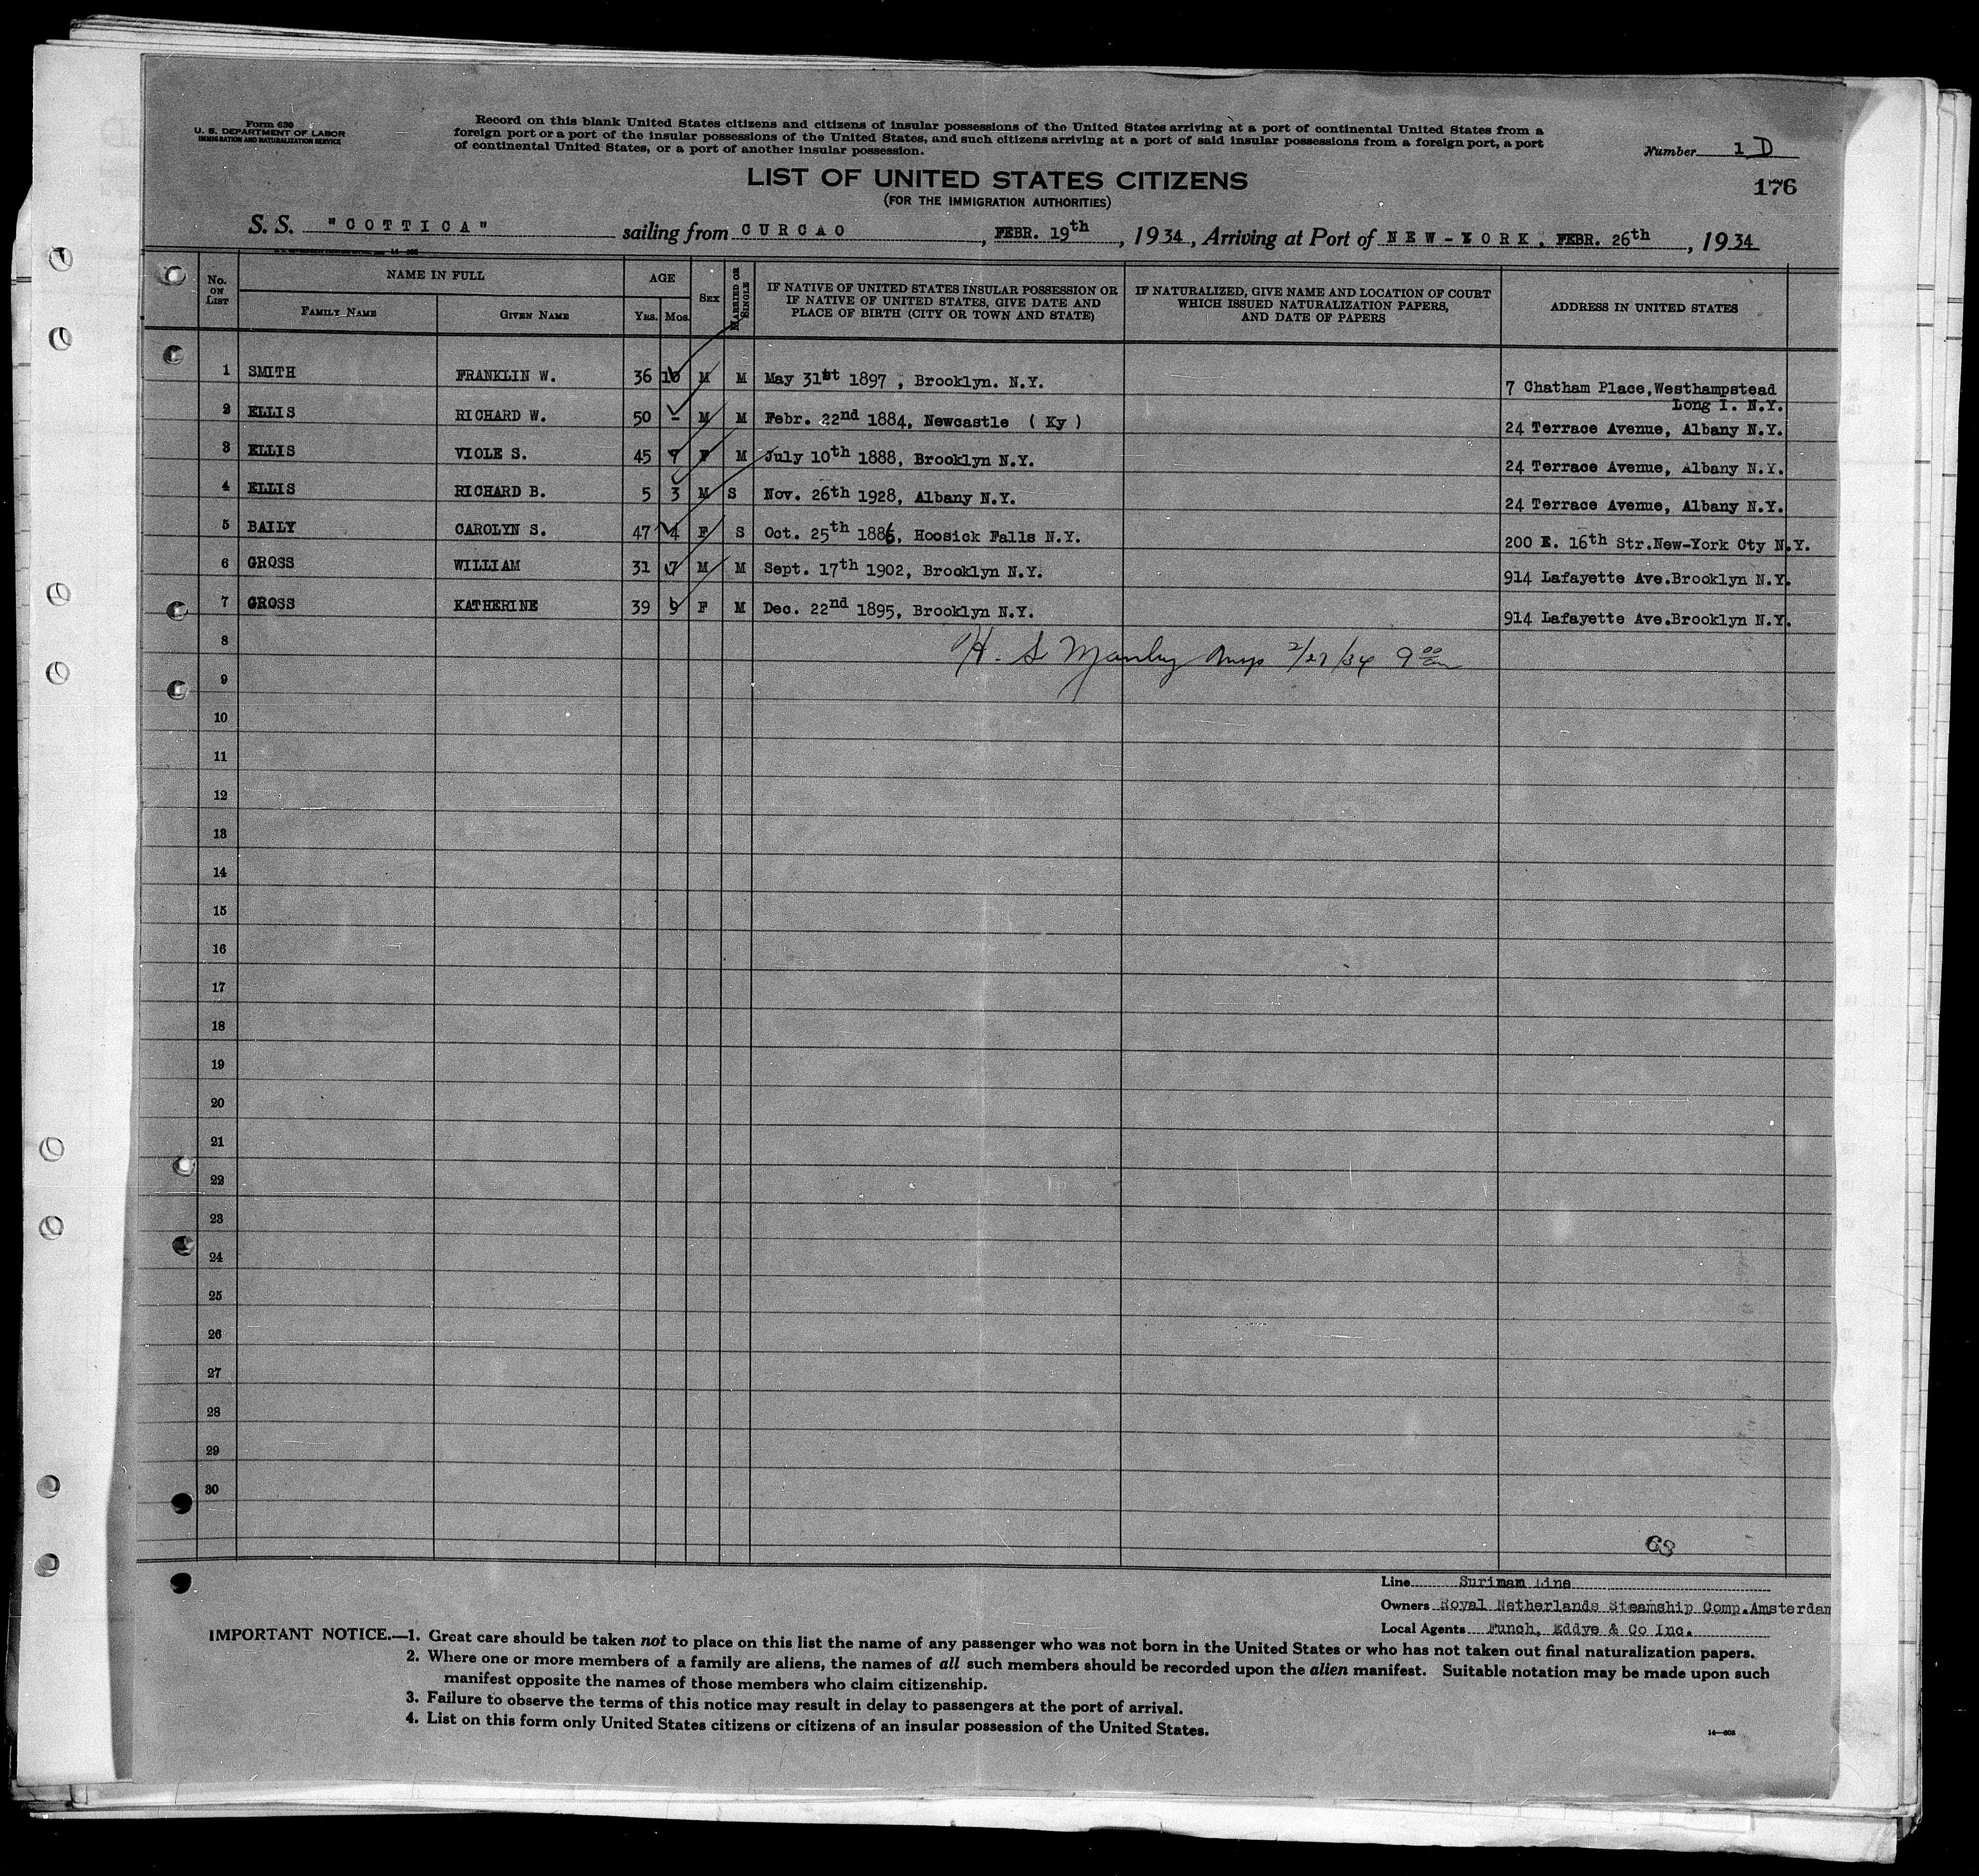 Form 630
U. S. DEPARTMENT OF LABOR
IMMIGRATION AND NATURALIZATION SERVICE
Record on this blank United States citizens and citizens of insular possessions of the United States arriving at a port of continental United States from a
foreign port or a port of the insular possessions of the United States, and such citizens arriving at a port of said insular possessions from a foreign port, a port
of continental United States, or a port of another insular possession.
Number 1 D
176
LIST OF UNITED STATES CITIZENS
(FOR THE IMMIGRATION AUTHORITIES)
S. S. "COTTICA" sailing from CURCAO, FEBR. 19th, 1934, Arriving at Port of NEW-YORK. FEBR. 26th, 1934
No. ON LIST NAME IN FULL AGE SEX MARRIED OR SINGLE IF NATIVE OF UNITED STATES INSULAR POSSESSION OR IF NATIVE OF UNITED STATES, GIVE DATE AND PLACE OF BIRTH (CITY OR TOWN AND STATE) IF NATURALIZED, GIVE NAME AND LOCATION OF COURT WHICH ISSUED NATURALIZATION PAPERS, AND DATE OF PAPERS ADDRESS IN UNITED STATES
FAMILY NAME GIVEN NAME YRS. MOS.
1 SMITH FRANKLIN W. 36 10 M M May 31st 1897 , Brooklyn. N.Y. 7 Chatham Place,Westhampstead
Long I. N.Y.
2 ELLIS RICHARD W. 50 - M M Febr. 22nd 1884, Newcastle ( Ky ) 24 Terrace Avenue, Albany N.Y.
3 ELLIS VIOLE S. 45 7 F M July 10th 1888, Brooklyn N.Y. 24 Terrace Avenue, Albany N.Y.
4 ELLIS RICHARD B. 5 3 M S Nov. 26th 1928, Albany N.Y. 24 Terrace Avenue, Albany N.Y.
5 BAILY CAROLYN S. 47 4 F S Oct. 25th 1886, Hoosick Falls N.Y. 200 E. 16th Str.New-York Cty N.Y.
6 GROSS WILLIAM 31 7 M M Sept. 17th 1902, Brooklyn N.Y. 914 Lafayette Ave.Brooklyn N.Y.
7 GROSS KATHERINE 39 9 F M Dec. 22nd 1895, Brooklyn N.Y. 914 Lafayette Ave.Brooklyn N.Y.
8 H. S Manley 2/27/34 9 00
9
10
11
12
13
14
15
16
17
18
19
20
21
22
23
24
25
26
27
28
29
30
68
Line Surinam Line
Owners Royal Netherlands Steamship Comp.Amsterdam
Local Agents Funch, Eddye & Co Inc.
IMPORTANT NOTICE.—1. Great care should be taken not to place on this list the name of any passenger who was not born in the United States or who has not taken out final naturalization papers.
2. Where one or more members of a family are aliens, the names of all such members should be recorded upon the alien manifest. Suitable notation may be made upon such
manifest opposite the names of those members who claim citizenship.
3. Failure to observe the terms of this notice may result in delay to passengers at the port of arrival.
4. List on this form only United States citizens or citizens of an insular possession of the United States.